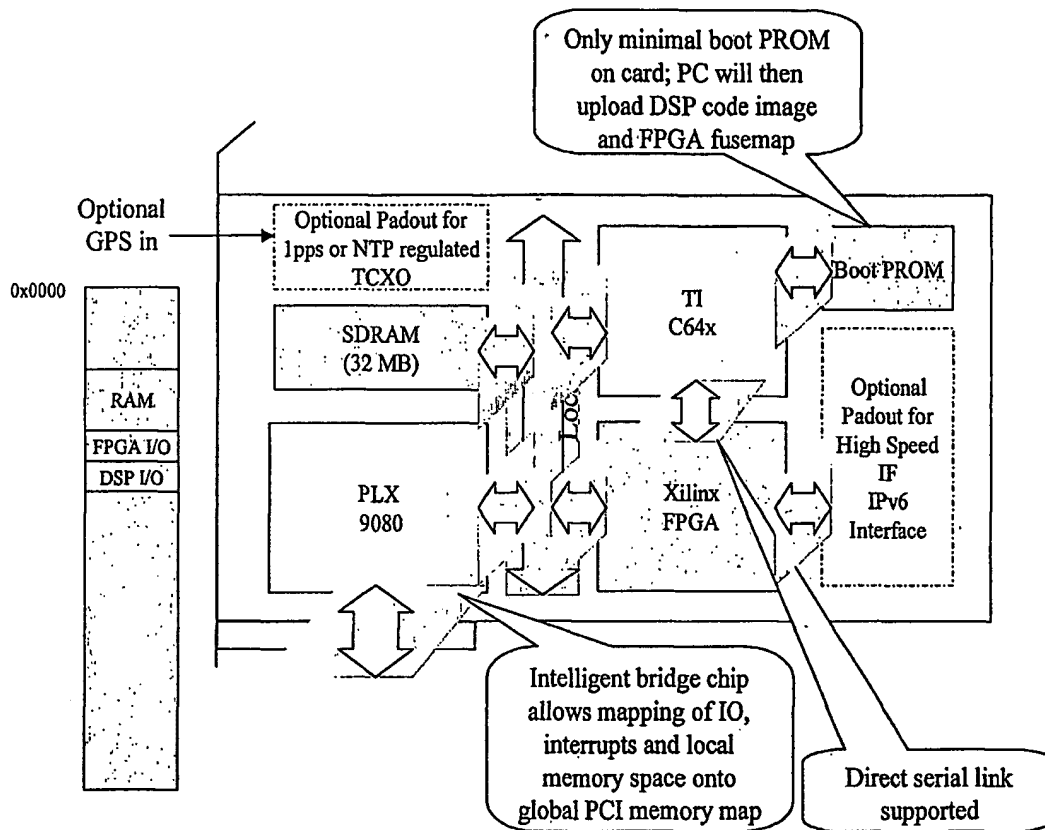 Only minimal boot PROM
on card; PC will then
upload DSP code image
and FPGA fusemap
Optional
GPS in
Optional Padout for
1pps or NTP regulated
TCXO
0x0000
SDRAM
(32 MB)
TI
C64x
Boot PROM
RAM
FPGA I/O
DSP I/O
PLX
9080
Xilinx
FPGA
Optional
Padout for
High Speed
IF
IPv6
Interface
Intelligent bridge chip
allows mapping of IO,
interrupts and local
memory space onto
global PCI memory map
Direct serial link
supported